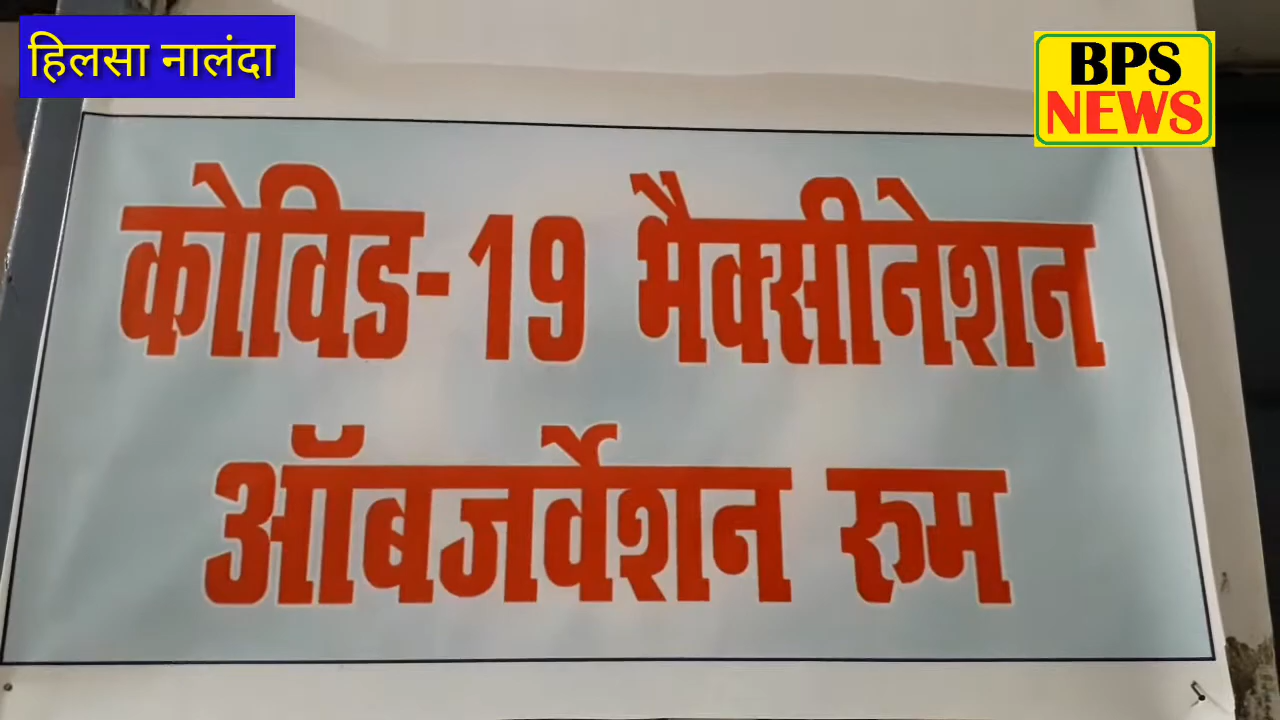 हिलसा नालंदा
BPS
NEWS
कोविड-19 भैक्सीनेशन
ऑबजर्वेशन रूम